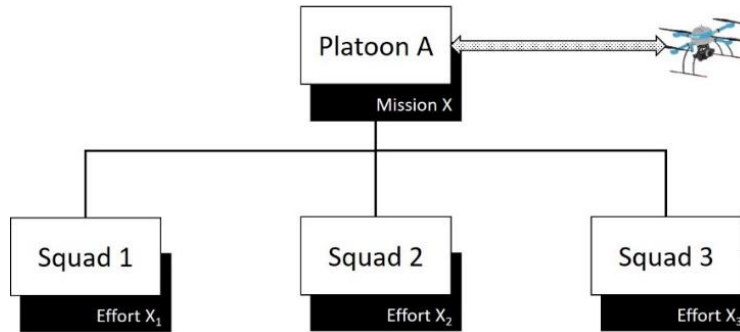 Platoon A
Mission X
Squad 1
Effort X₁
Squad 2
Effort X₂
Squad 3
Effort X₃